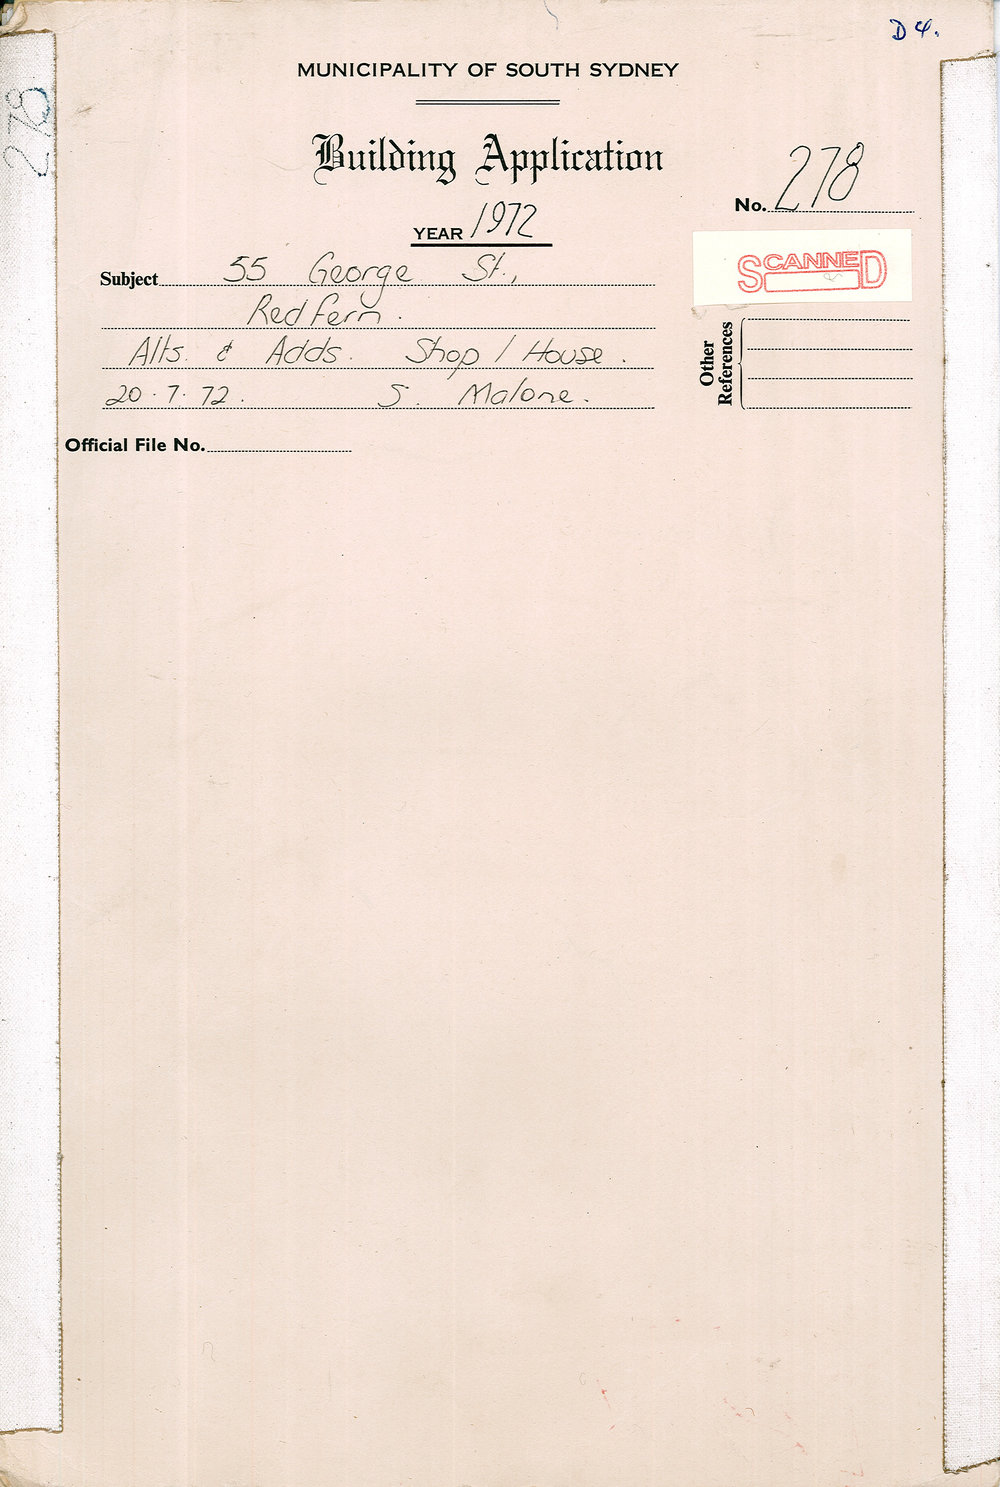 D 4.
278
MUNICIPALITY OF SOUTH SYDNEY
Building Application
No. 278
YEAR 1972
SCANNED
Subject 55 George St.,
Redfern.
Alts. & Adds. Shop / House.
20.7.72. S. Malone.
Other References
Official File No.